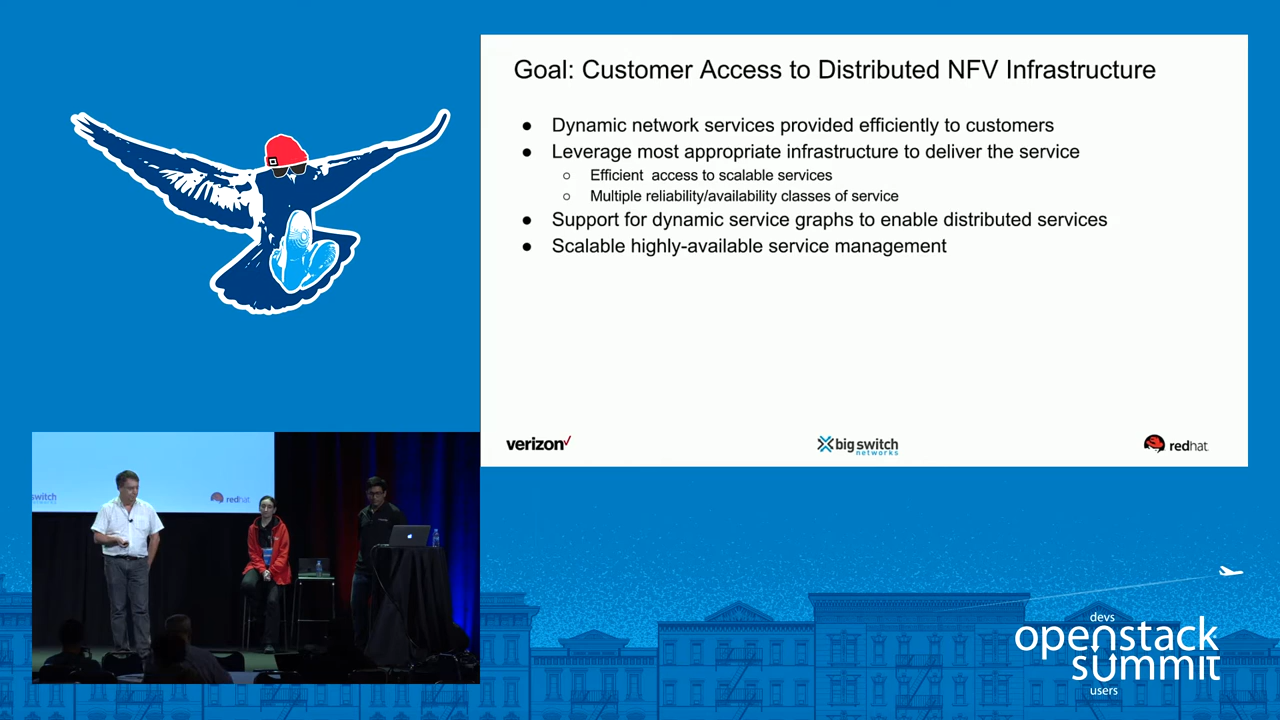 Goal: Customer Access to Distributed NFV Infrastructure
● Dynamic network services provided efficiently to customers
● Leverage most appropriate infrastructure to deliver the service
○ Efficient access to scalable services
○ Multiple reliability/availability classes of service
● Support for dynamic service graphs to enable distributed services
● Scalable highly-available service management
verizon
big switch
networks
redhat
switch
redhat
devs
openstack
summit
users